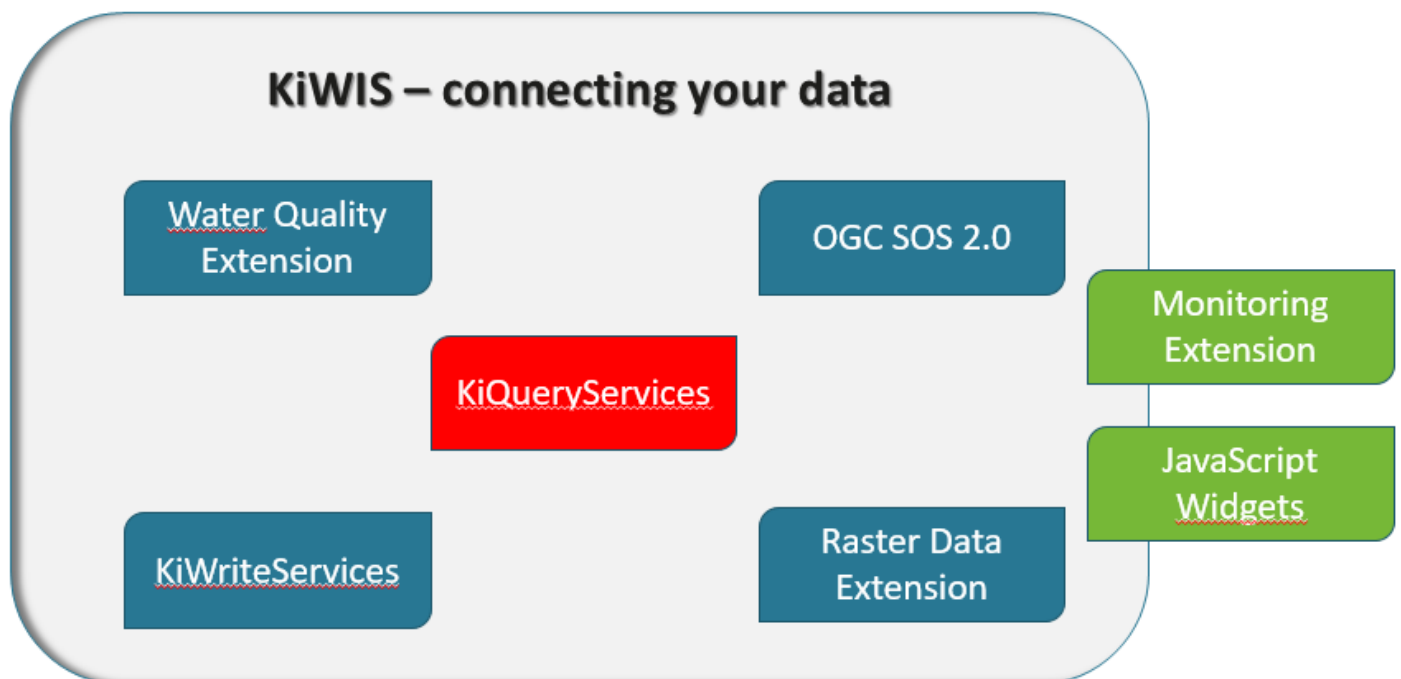 KiWIS – connecting your data
Water Quality
Extension
OGC SOS 2.0
Monitoring
Extension
KiQueryServices
JavaScript
Widgets
KiWriteServices
Raster Data
Extension